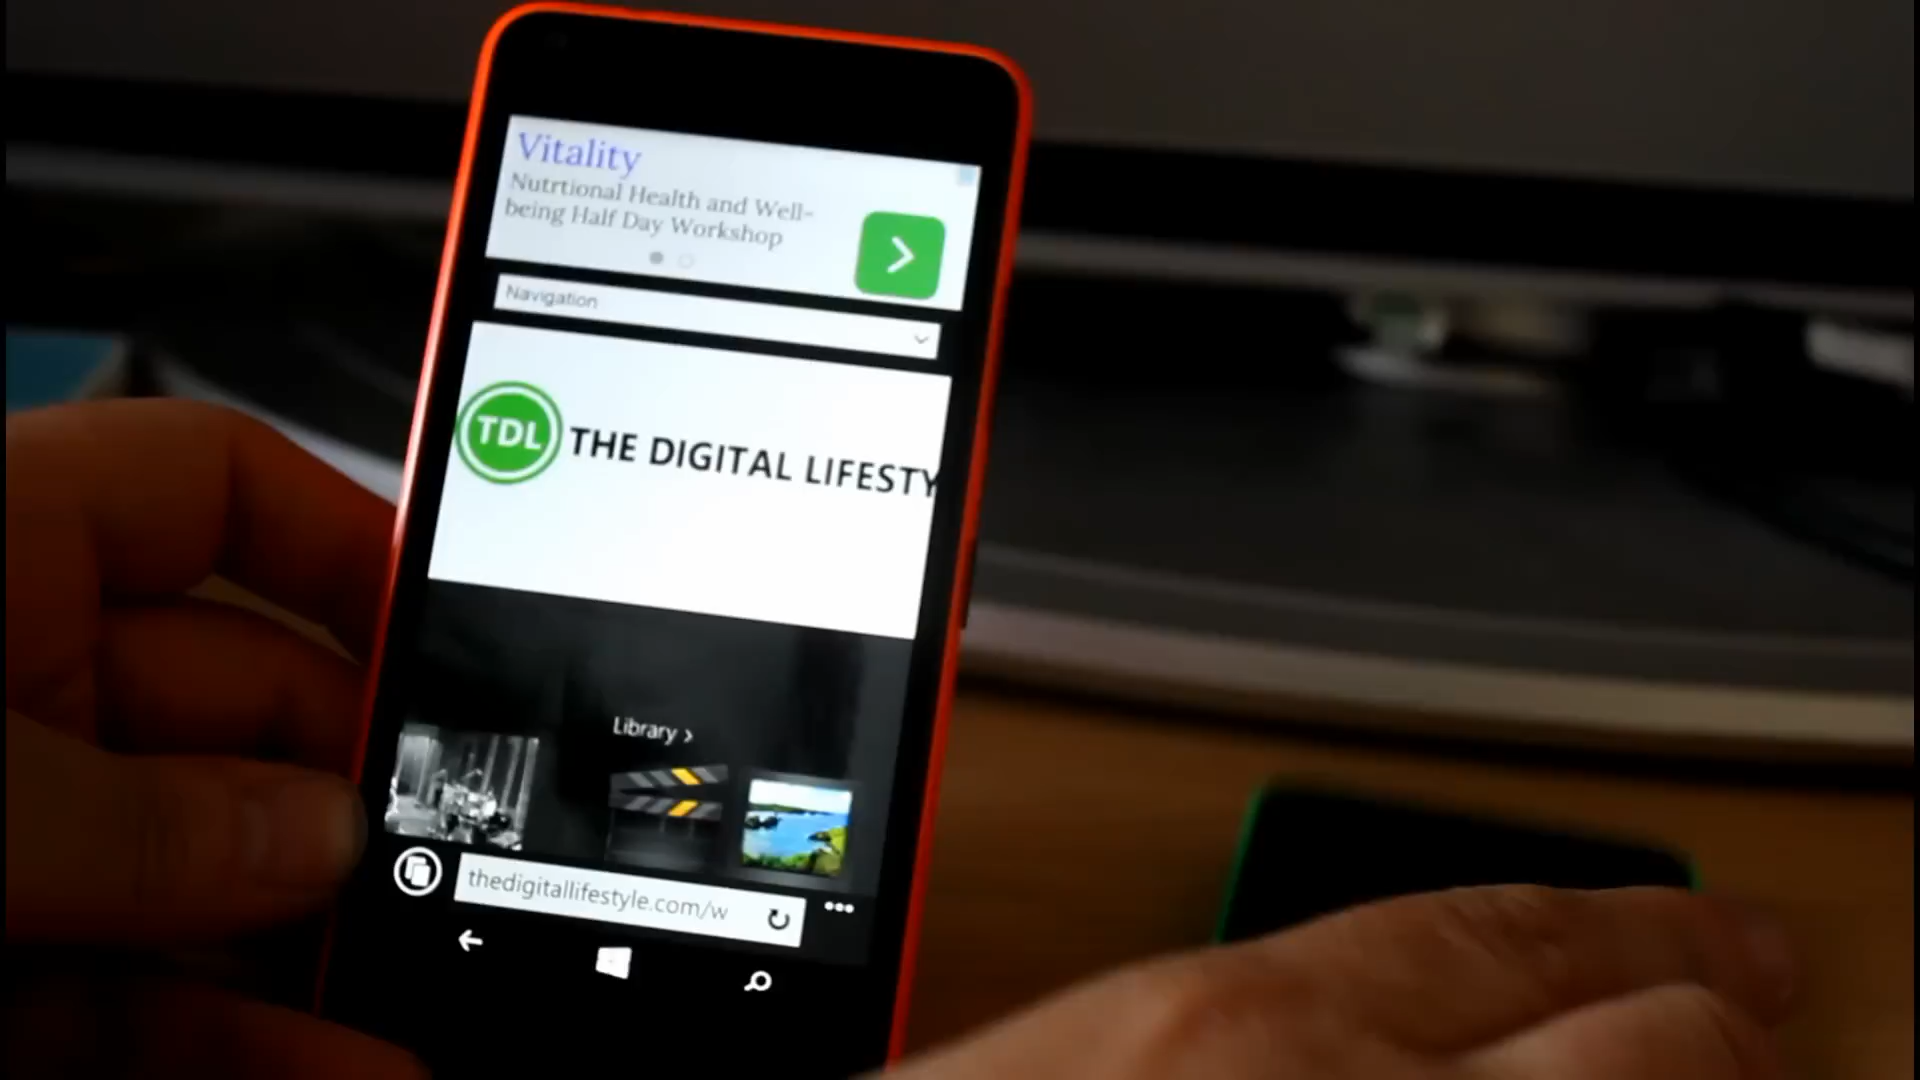 Vitality
Nutrtional Health and Well-
being Half Day Workshop
Navigation
TDL THE DIGITAL LIFESTY
Library >
thedigitallifestyle.com/w